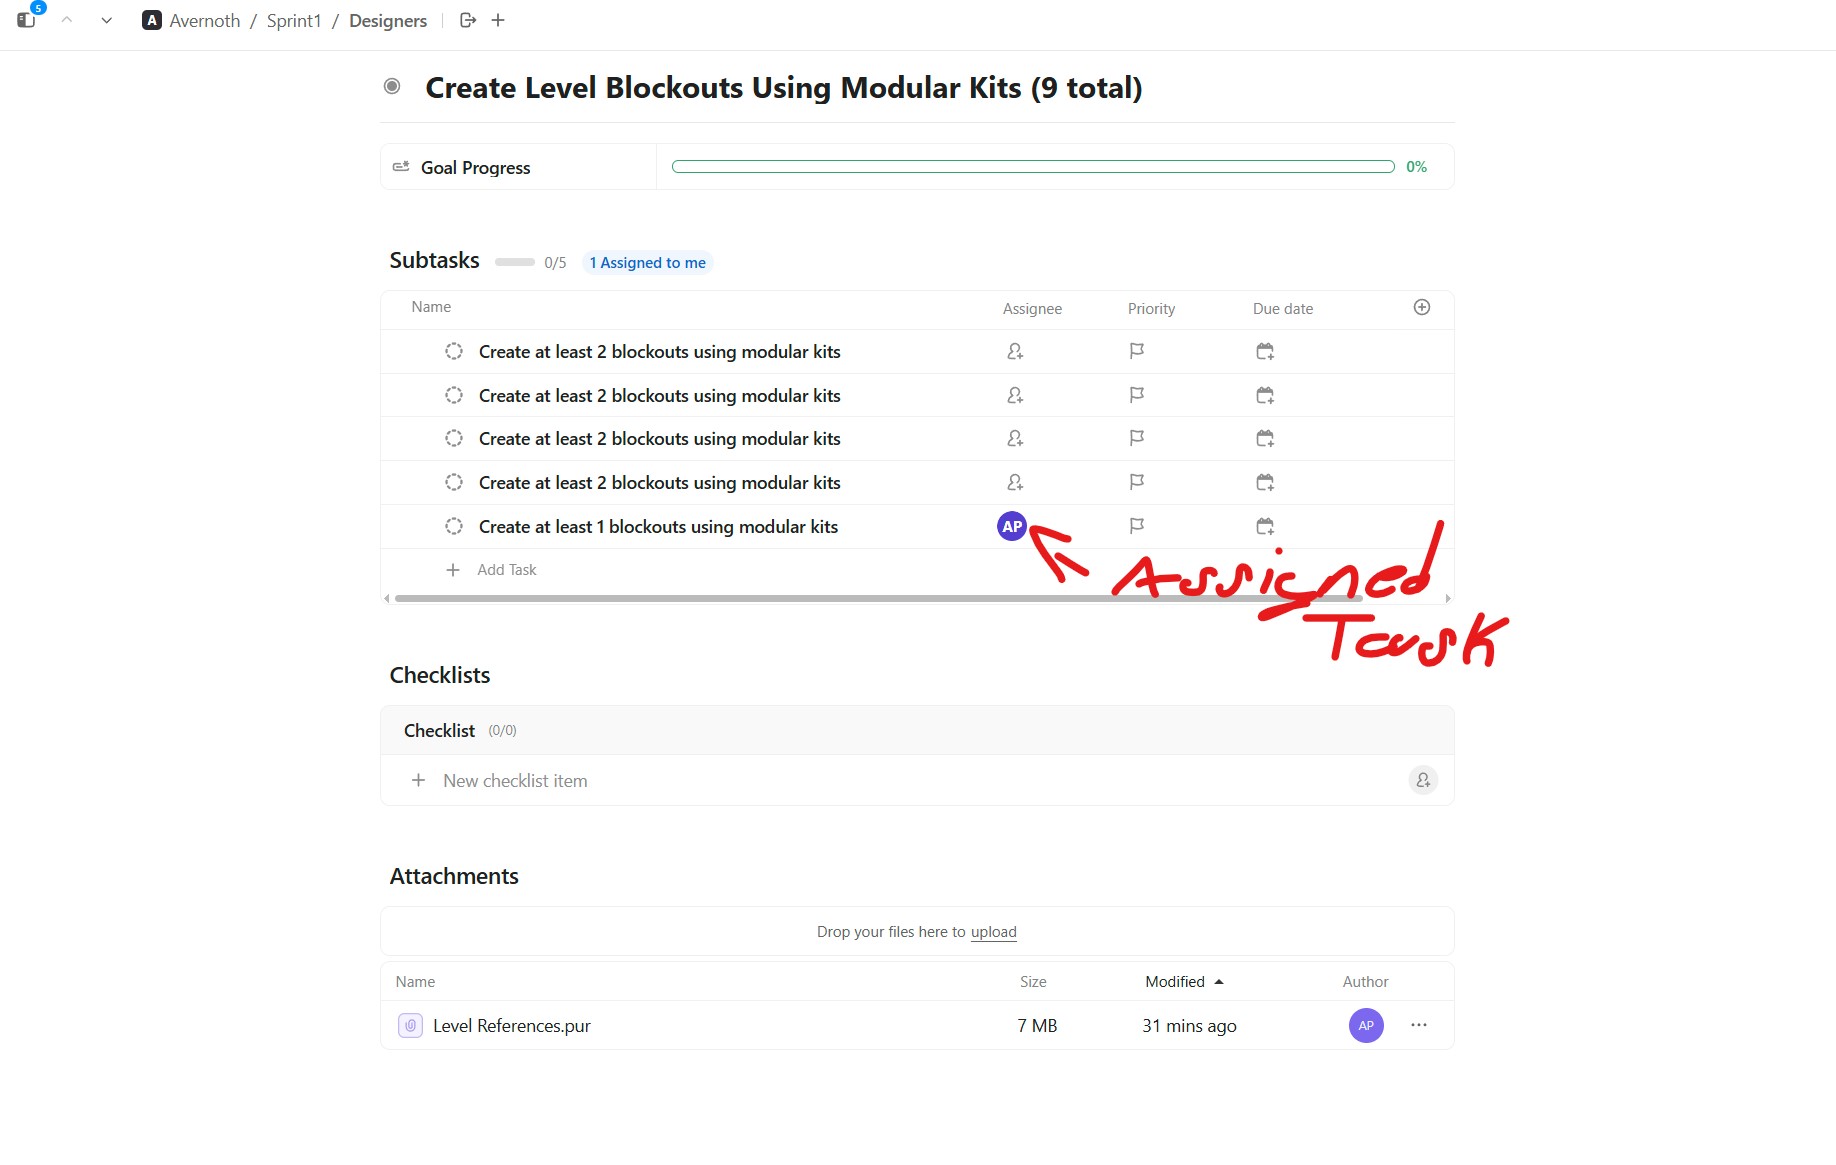 5
A Avernoth / Sprint1 / Designers
Create Level Blockouts Using Modular Kits (9 total)
Goal Progress 0%
Subtasks 0/5 1 Assigned to me
Name Assignee Priority Due date
Create at least 2 blockouts using modular kits
Create at least 2 blockouts using modular kits
Create at least 2 blockouts using modular kits
Create at least 2 blockouts using modular kits
Create at least 1 blockouts using modular kits AP
Add Task
Assigned
Task
Checklists
Checklist (0/0)
New checklist item
Attachments
Drop your files here to upload
Name Size Modified Author
Level References.pur 7 MB 31 mins ago AP